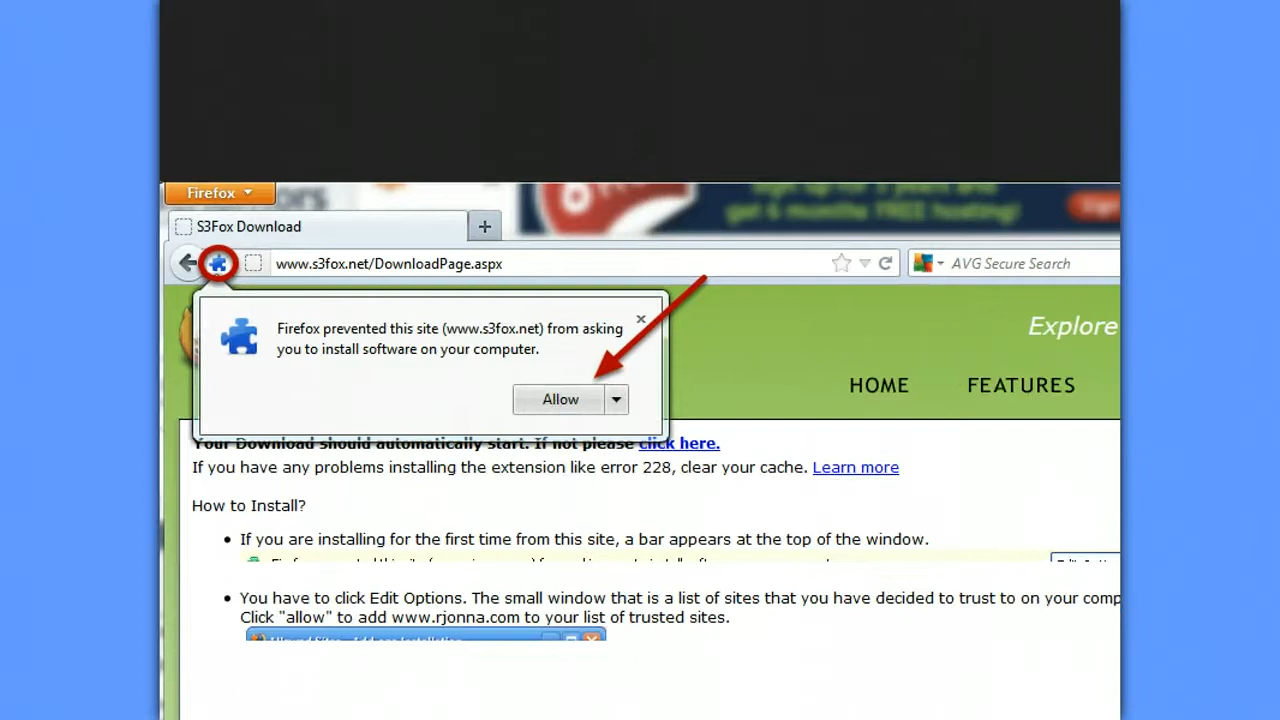 Firefox
get 6 months FREE hosting!
S3Fox Download
www.s3fox.net/DownloadPage.aspx
AVG Secure Search
Firefox prevented this site (www.s3fox.net) from asking
you to install software on your computer.
Allow
Explore
HOME
FEATURES
Your Download should automatically start. If not please click here.
If you have any problems installing the extension like error 228, clear your cache. Learn more
How to Install?
If you are installing for the first time from this site, a bar appears at the top of the window.
You have to click Edit Options. The small window that is a list of sites that you have decided to trust to on your comp
Click "allow" to add www.rjonna.com to your list of trusted sites.